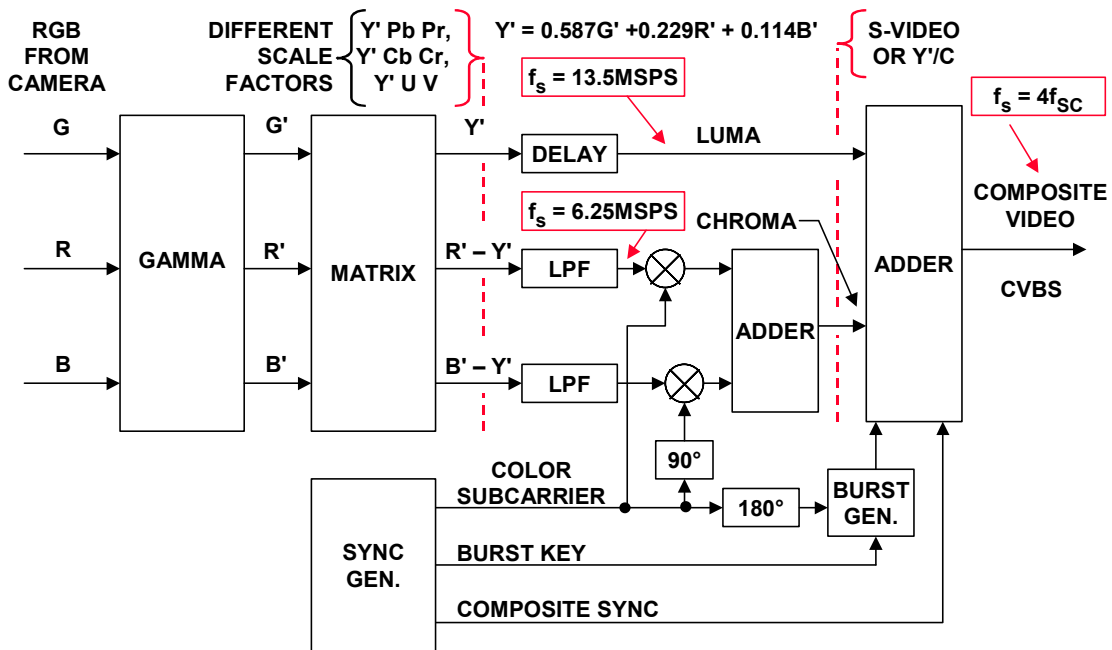 RGB
FROM
CAMERA
DIFFERENT
SCALE
FACTORS
Y' Pb Pr,
Y' Cb Cr,
Y' U V
Y' = 0.587G' +0.229R' + 0.114B'
S-VIDEO
OR Y'/C
fs = 13.5MSPS
fs = 4fSC
G
G'
Y'
DELAY
LUMA
COMPOSITE
VIDEO
fs = 6.25MSPS
CHROMA
R
GAMMA
R'
MATRIX
R' – Y'
LPF
ADDER
CVBS
ADDER
B
B'
B' – Y'
LPF
90°
COLOR
SUBCARRIER
180°
BURST
GEN.
SYNC
GEN.
BURST KEY
COMPOSITE SYNC